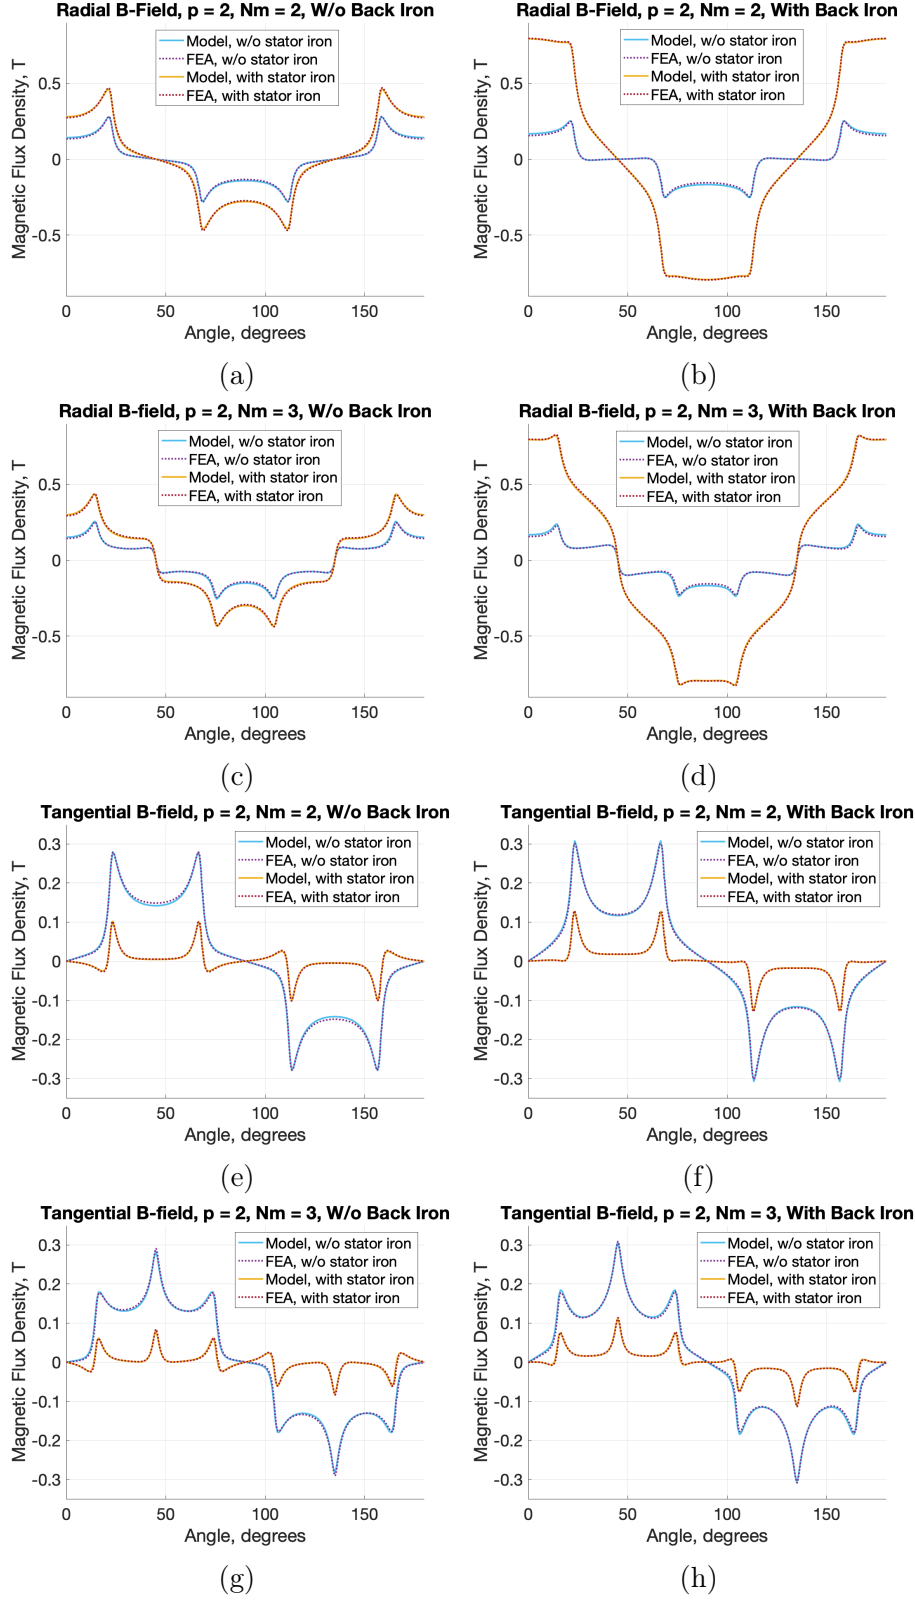 Radial B-Field, p = 2, Nm = 2, W/o Back Iron
Magnetic Flux Density, T
0.5
0
-0.5
Model, w/o stator iron
FEA, w/o stator iron
Model, with stator iron
FEA, with stator iron
0 50 100 150
Angle, degrees
(a)
Radial B-Field, p = 2, Nm = 2, With Back Iron
Magnetic Flux Density, T
0.5
0
-0.5
Model, w/o stator iron
FEA, w/o stator iron
Model, with stator iron
FEA, with stator iron
0 50 100 150
Angle, degrees
(b)
Radial B-field, p = 2, Nm = 3, W/o Back Iron
Magnetic Flux Density, T
0.5
0
-0.5
Model, w/o stator iron
FEA, w/o stator iron
Model, with stator iron
FEA, with stator iron
0 50 100 150
Angle, degrees
(c)
Radial B-field, p = 2, Nm = 3, With Back Iron
Magnetic Flux Density, T
0.5
0
-0.5
Model, w/o stator iron
FEA, w/o stator iron
Model, with stator iron
FEA, with stator iron
0 50 100 150
Angle, degrees
(d)
Tangential B-field, p = 2, Nm = 2, W/o Back Iron
Magnetic Flux Density, T
0.3
0.2
0.1
0
-0.1
-0.2
-0.3
Model, w/o stator iron
FEA, w/o stator iron
Model, with stator iron
FEA, with stator iron
0 50 100 150
Angle, degrees
(e)
Tangential B-field, p = 2, Nm = 2, With Back Iron
Magnetic Flux Density, T
0.3
0.2
0.1
0
-0.1
-0.2
-0.3
Model, w/o stator iron
FEA, w/o stator iron
Model, with stator iron
FEA, with stator iron
0 50 100 150
Angle, degrees
(f)
Tangential B-field, p = 2, Nm = 3, W/o Back Iron
Magnetic Flux Density, T
0.3
0.2
0.1
0
-0.1
-0.2
-0.3
Model, w/o stator iron
FEA, w/o stator iron
Model, with stator iron
FEA, with stator iron
0 50 100 150
Angle, degrees
(g)
Tangential B-field, p = 2, Nm = 3, With Back Iron
Magnetic Flux Density, T
0.3
0.2
0.1
0
-0.1
-0.2
-0.3
Model, w/o stator iron
FEA, w/o stator iron
Model, with stator iron
FEA, with stator iron
0 50 100 150
Angle, degrees
(h)